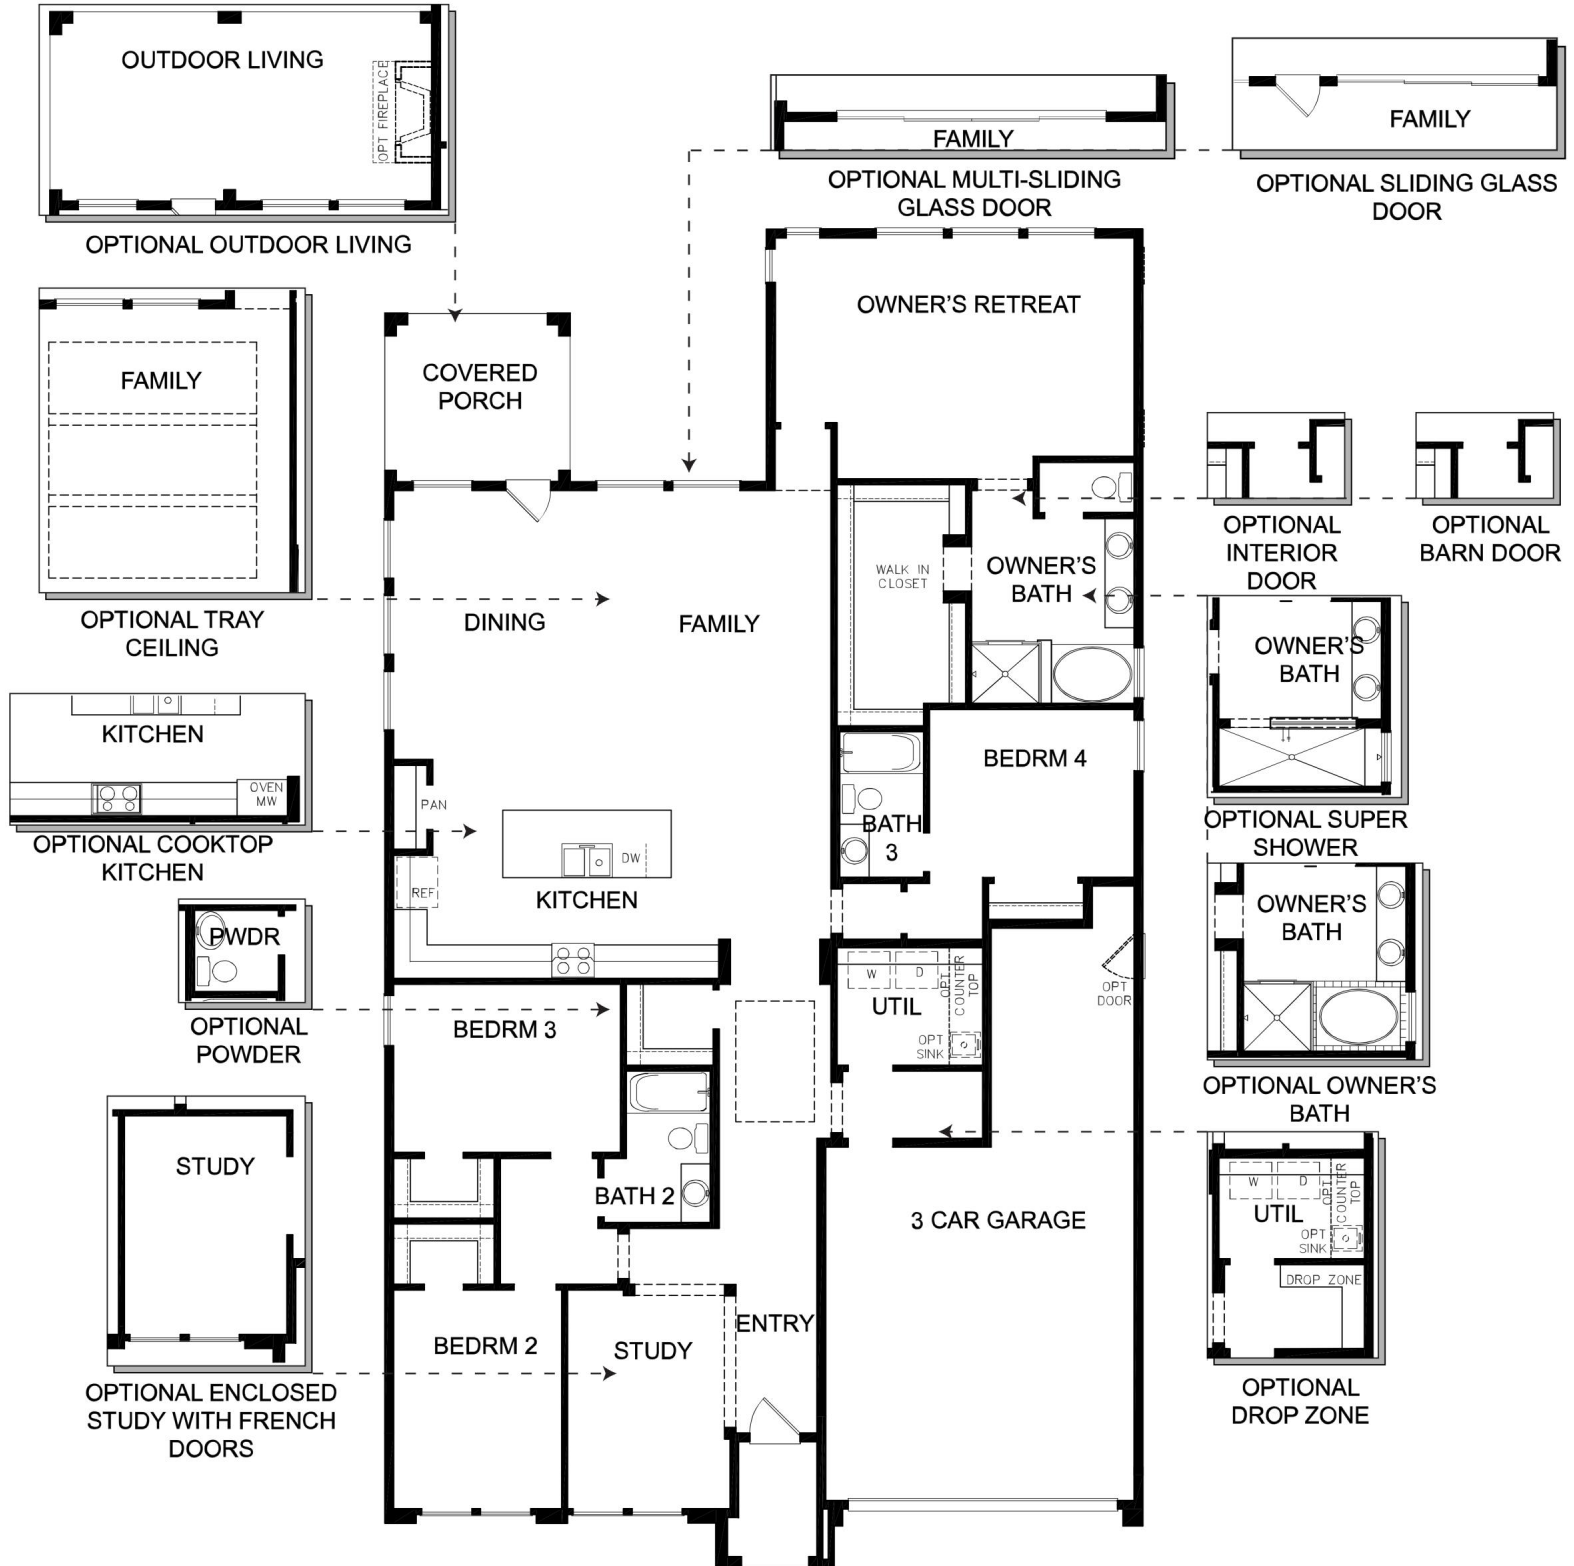 OUTDOOR LIVING
OPT FIREPLACE
OPTIONAL OUTDOOR LIVING
FAMILY
OPTIONAL MULTI-SLIDING
GLASS DOOR
FAMILY
OPTIONAL SLIDING GLASS
DOOR
FAMILY
OPTIONAL TRAY
CEILING
COVERED
PORCH
OWNER'S RETREAT
OPTIONAL
INTERIOR
DOOR
OPTIONAL
BARN DOOR
WALK IN
CLOSET
OWNER'S
BATH
DINING
FAMILY
OWNER'S
BATH
OPTIONAL SUPER
SHOWER
KITCHEN
OVEN
MW
OPTIONAL COOKTOP
KITCHEN
PAN
REF
DW
KITCHEN
BATH
3
BEDRM 4
OWNER'S
BATH
OPTIONAL OWNER'S
BATH
PWDR
OPTIONAL
POWDER
BEDRM 3
W
D
OPT
COUNTER
TOP
UTIL
OPT
SINK
OPT
DOOR
STUDY
OPTIONAL ENCLOSED
STUDY WITH FRENCH
DOORS
BATH 2
3 CAR GARAGE
W
D
OPT
COUNTER
TOP
UTIL
OPT
SINK
DROP ZONE
OPTIONAL
DROP ZONE
BEDRM 2
STUDY
ENTRY